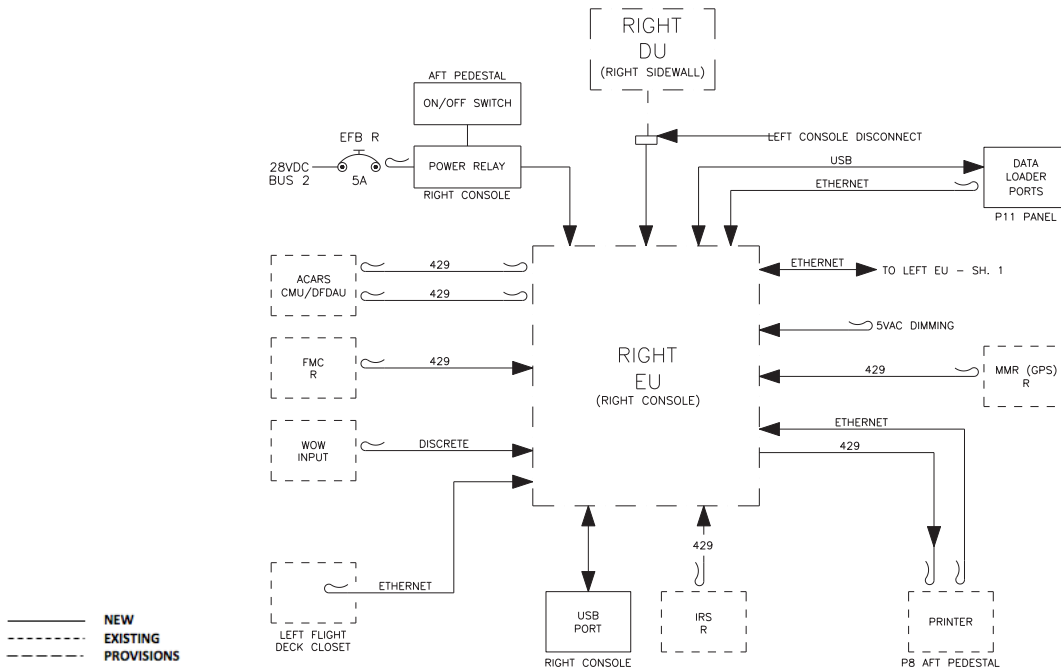 RIGHT
DU
(RIGHT SIDEWALL)
AFT PEDESTAL
ON/OFF SWITCH
LEFT CONSOLE DISCONNECT
EFB R
28VDC
BUS 2
5A
POWER RELAY
RIGHT CONSOLE
USB
ETHERNET
DATA
LOADER
PORTS
P11 PANEL
ACARS
CMU/DFDAU
429
429
ETHERNET
TO LEFT EU - SH. 1
5VAC DIMMING
FMC
R
429
RIGHT
EU
(RIGHT CONSOLE)
429
MMR (GPS)
R
WOW
INPUT
DISCRETE
ETHERNET
429
429
ETHERNET
LEFT FLIGHT
DECK CLOSET
USB
PORT
RIGHT CONSOLE
IRS
R
PRINTER
P8 AFT PEDESTAL
NEW
EXISTING
PROVISIONS